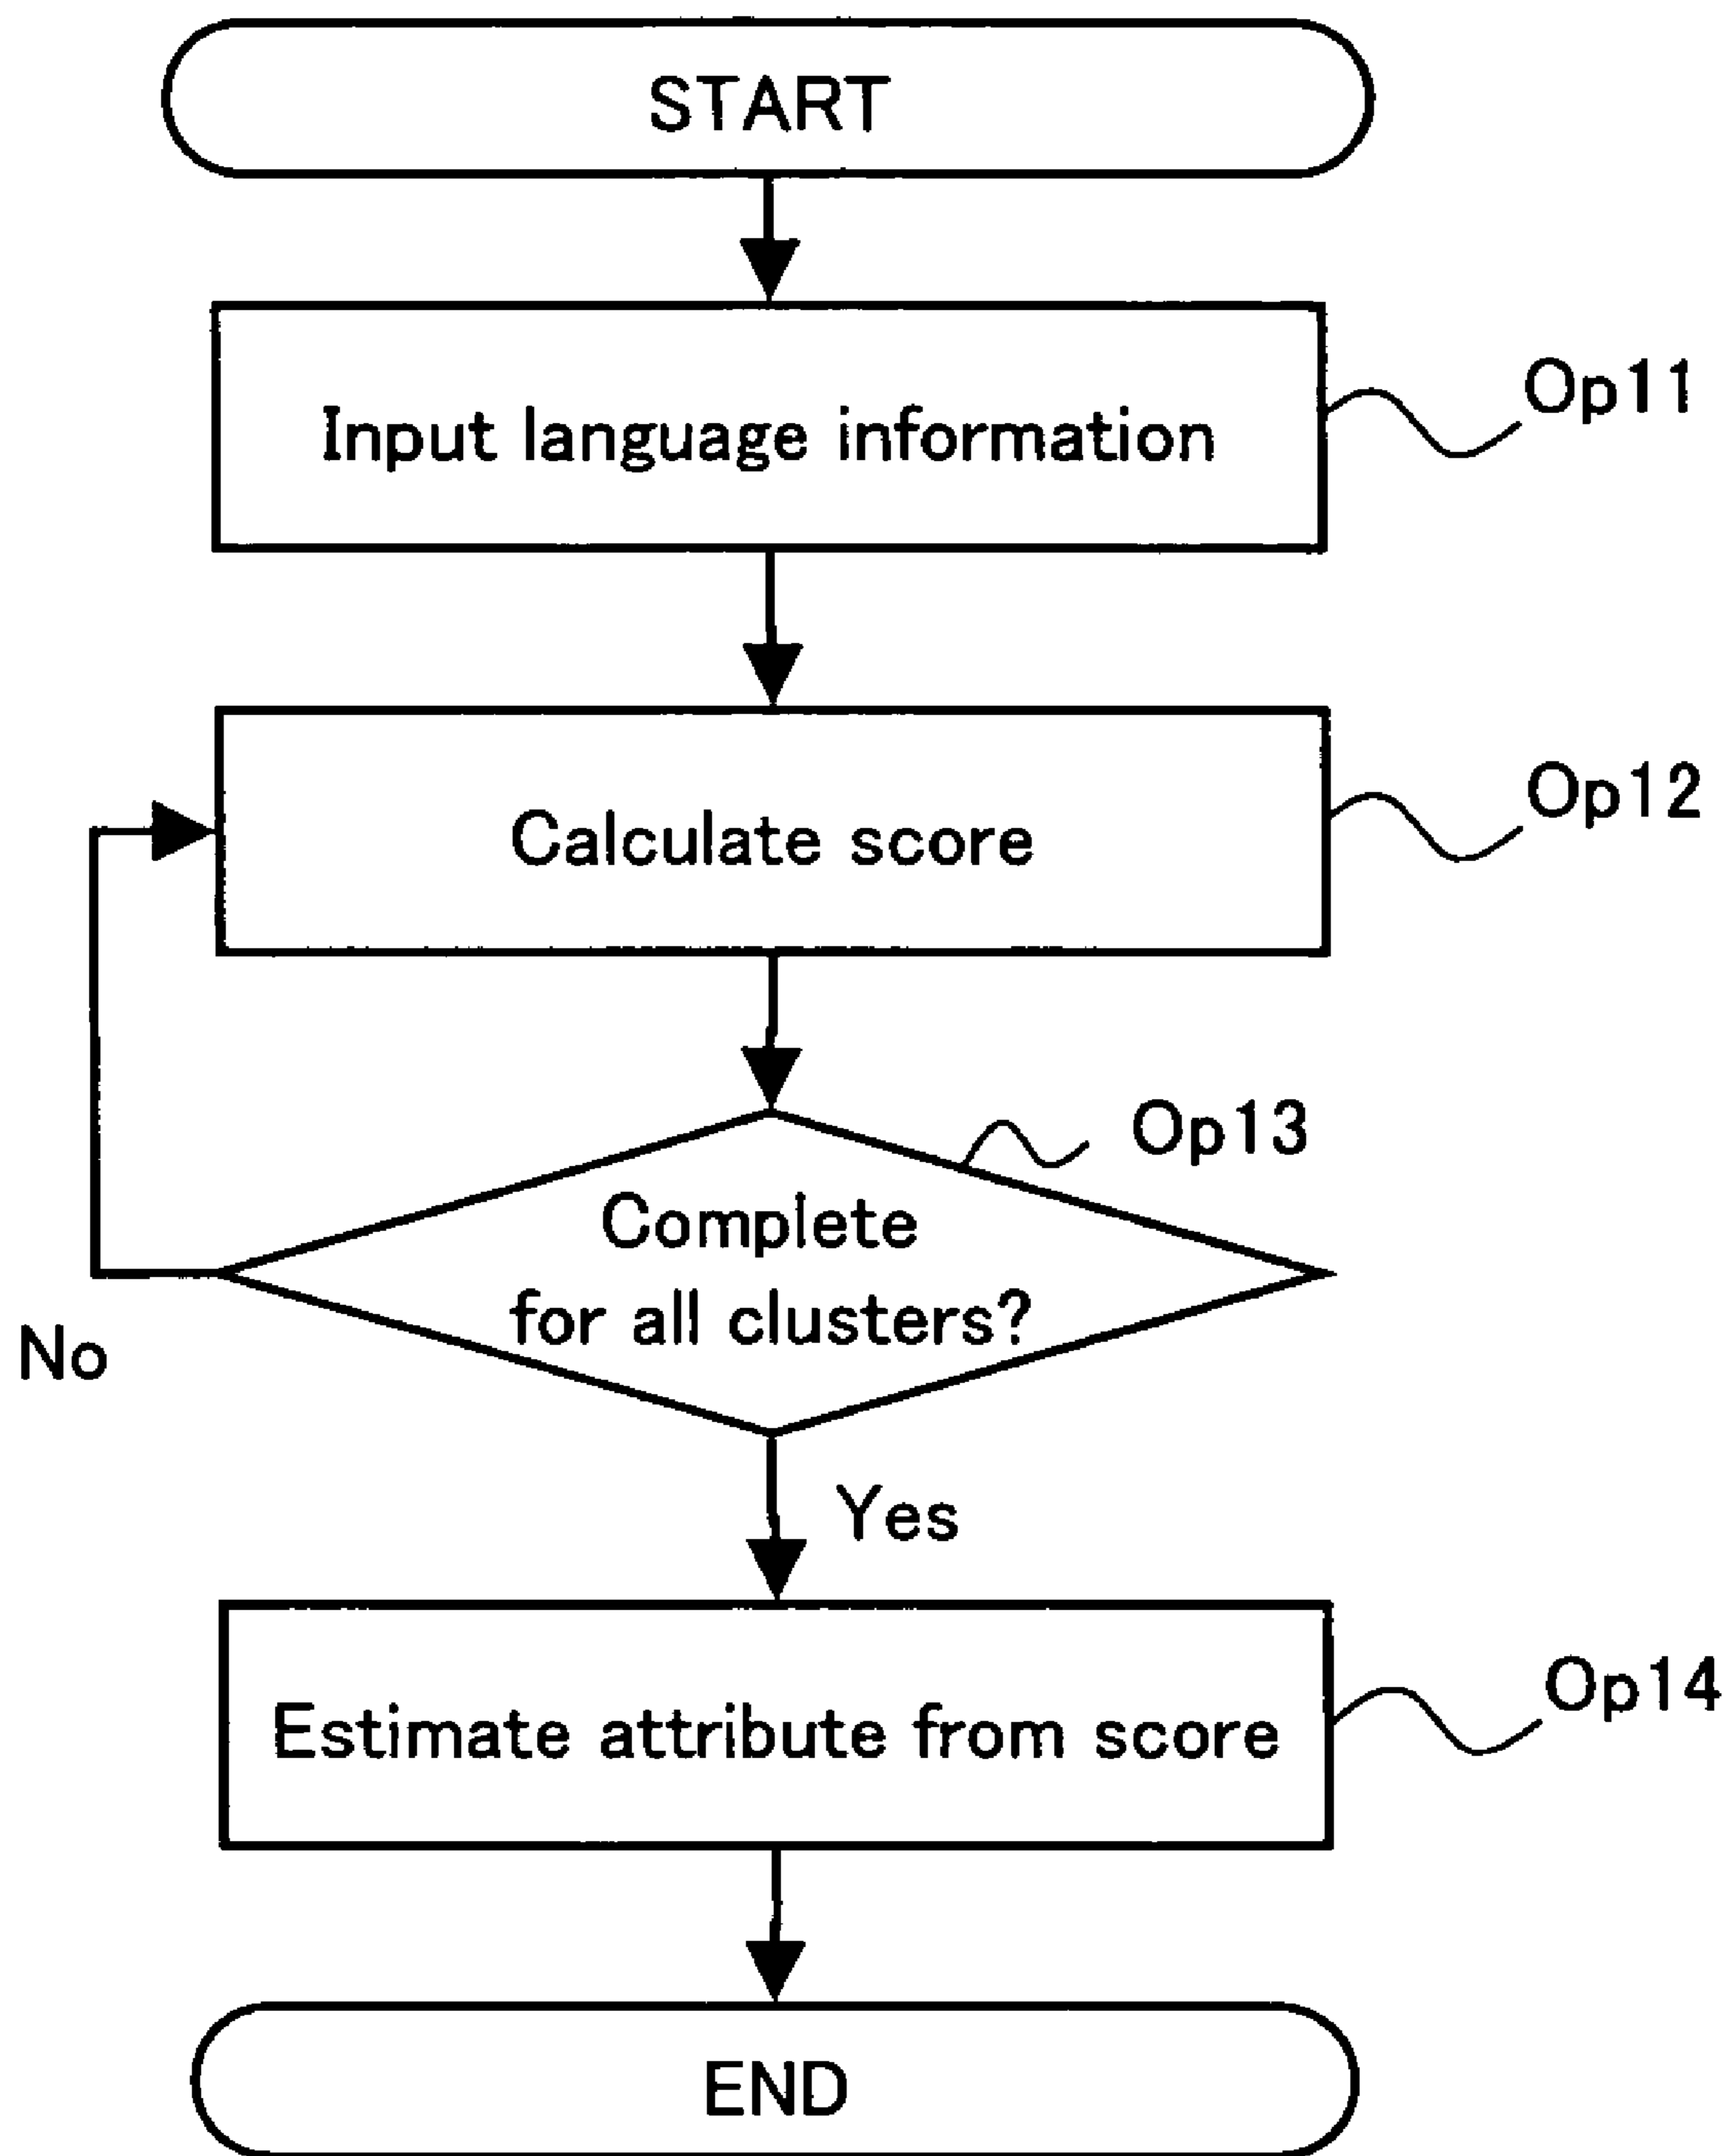 START
Input language information
Op11
Calculate score
Op12
Op13
Complete
for all clusters?
No
Yes
Estimate attribute from score
Op14
END